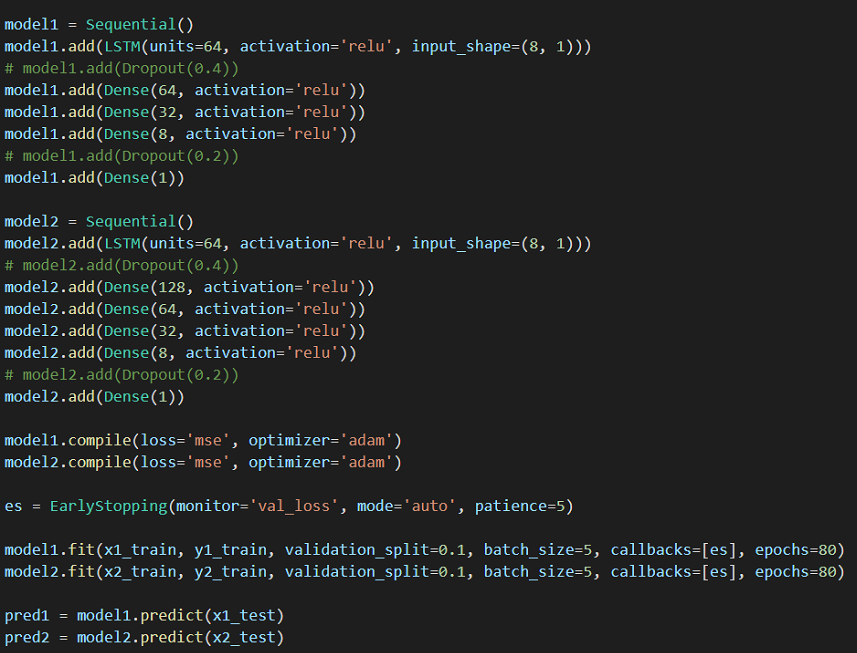 model1 = Sequential()
model1.add(LSTM(units=64, activation='relu', input_shape=(8, 1)))
# model1.add(Dropout(0.4))
model1.add(Dense(64, activation='relu'))
model1.add(Dense(32, activation='relu'))
model1.add(Dense(8, activation='relu'))
# model1.add(Dropout(0.2))
model1.add(Dense(1))
model2 = Sequential()
model2.add(LSTM(units=64, activation='relu', input_shape=(8, 1)))
# model2.add(Dropout(0.4))
model2.add(Dense(128, activation='relu'))
model2.add(Dense(64, activation='relu'))
model2.add(Dense(32, activation='relu'))
model2.add(Dense(8, activation='relu'))
# model2.add(Dropout(0.2))
model2.add(Dense(1))
model1.compile(loss='mse', optimizer='adam')
model2.compile(loss='mse', optimizer='adam')
es = EarlyStopping(monitor='val_loss', mode='auto', patience=5)
model1.fit(x1_train, y1_train, validation_split=0.1, batch_size=5, callbacks=[es], epochs=80)
model2.fit(x2_train, y2_train, validation_split=0.1, batch_size=5, callbacks=[es], epochs=80)
pred1 = model1.predict(x1_test)
pred2 = model2.predict(x2_test)